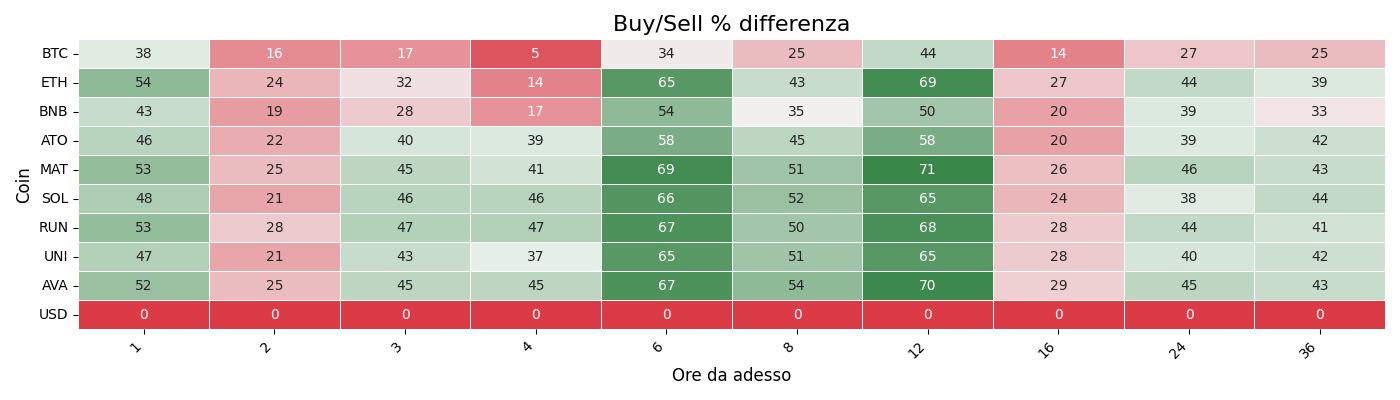 Buy/Sell % differenza
Coin
BTC 38 16 17 5 34 25 44 14 27 25
ETH 54 24 32 14 65 43 69 27 44 39
BNB 43 19 28 17 54 35 50 20 39 33
ATO 46 22 40 39 58 45 58 20 39 42
MAT 53 25 45 41 69 51 71 26 46 43
SOL 48 21 46 46 66 52 65 24 38 44
RUN 53 28 47 47 67 50 68 28 44 41
UNI 47 21 43 37 65 51 65 28 40 42
AVA 52 25 45 45 67 54 70 29 45 43
USD 0 0 0 0 0 0 0 0 0 0
1 2 3 4 6 8 12 16 24 36
Ore da adesso